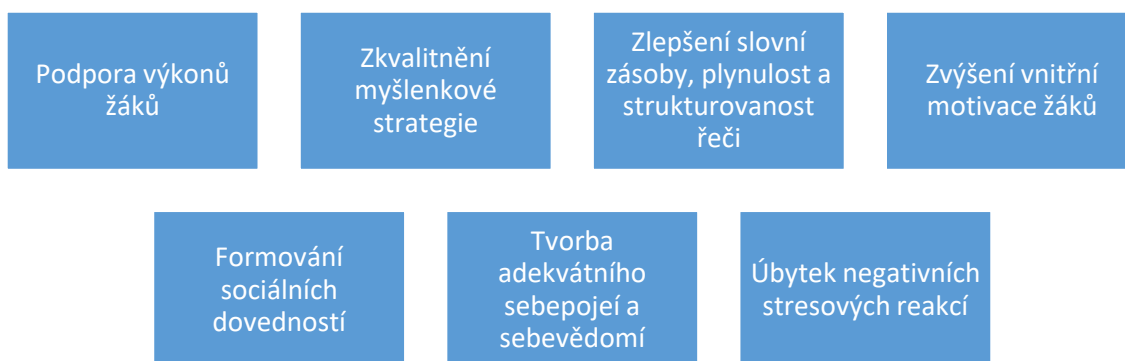 Podpora výkonů
žáků
Zkvalitnění
myšlenkové
strategie
Zlepšení slovní
zásoby, plynulost a
strukturovanost
řeči
Zvýšení vnitřní
motivace žáků
Formování
sociálních
dovedností
Tvorba
adekvátního
sebepojeí a
sebevědomí
Úbytek negativních
stresových reakcí